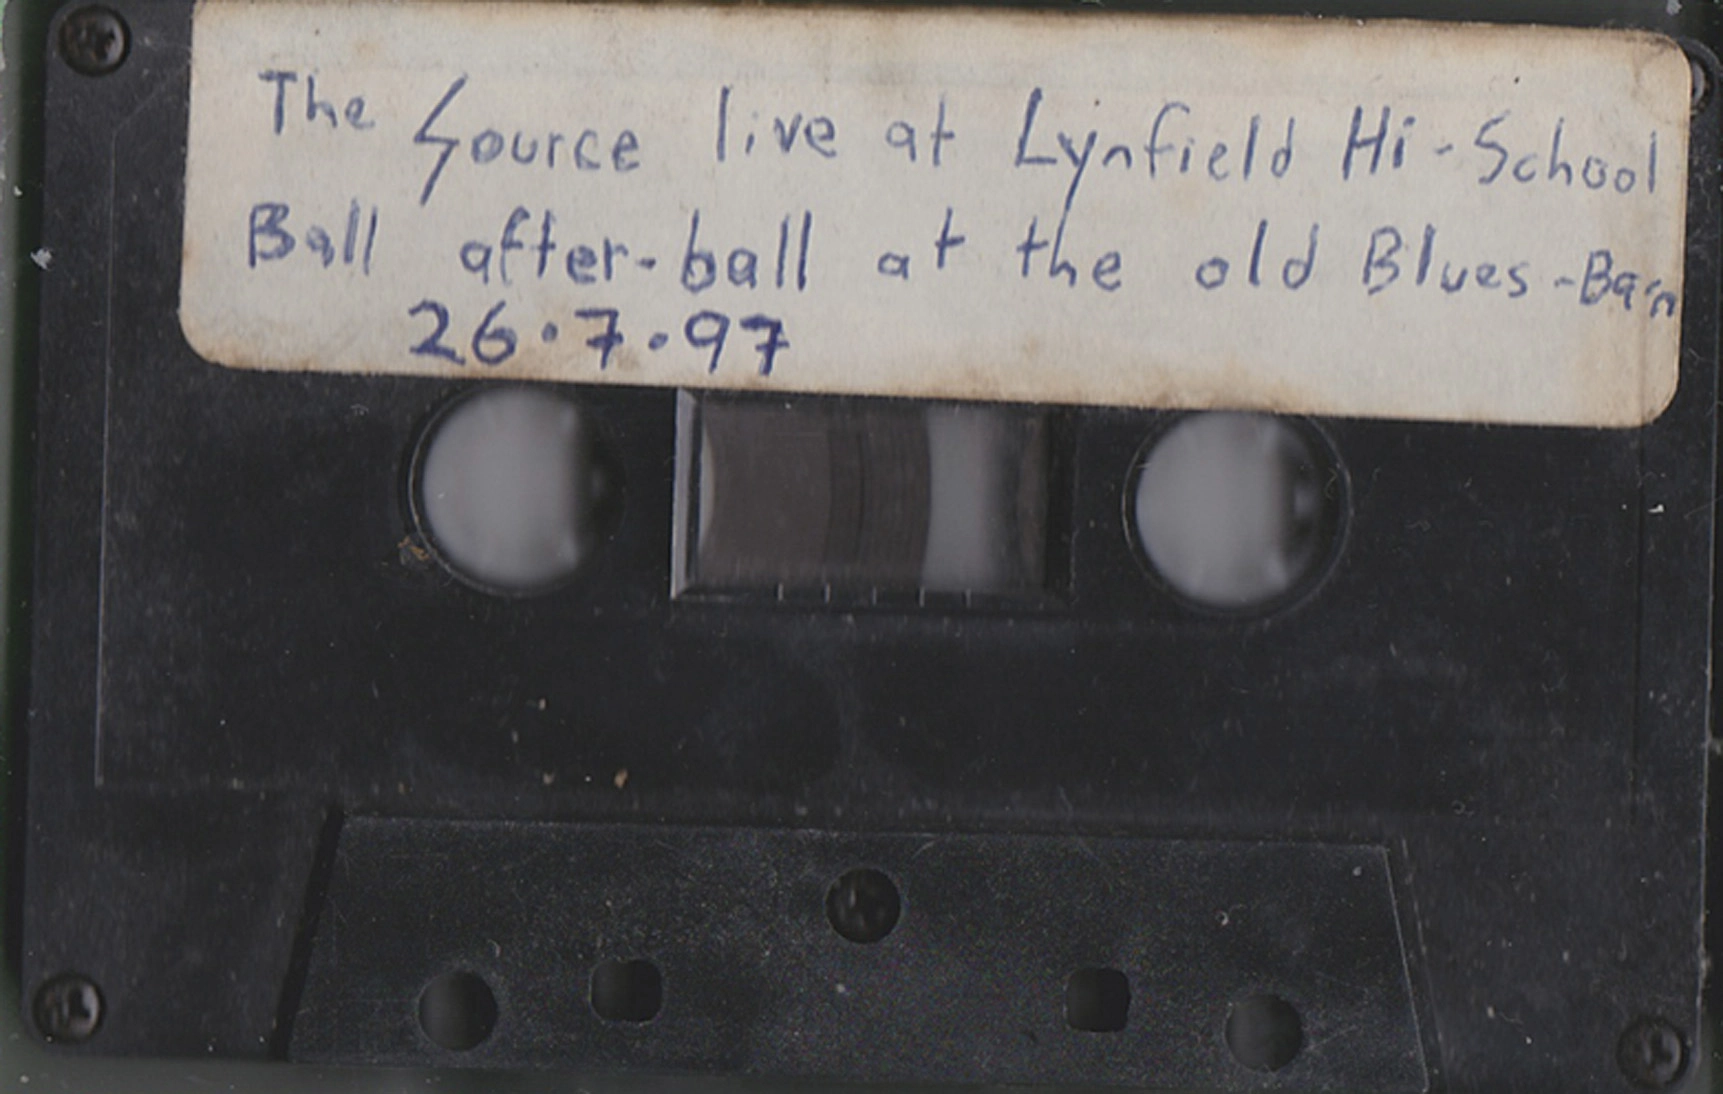 The Source live at Lynfield Hi-School
Ball after-ball at the old Blues-Barn
26.7.97